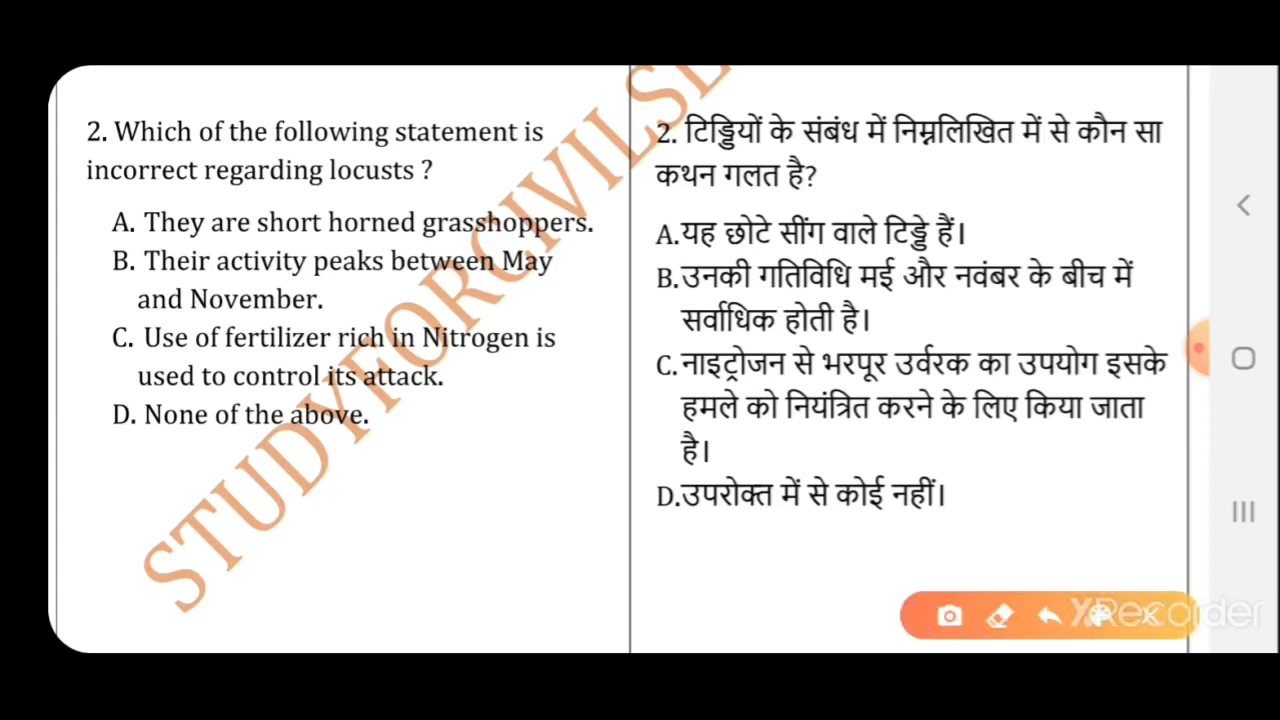 2. Which of the following statement is
incorrect regarding locusts ?
A. They are short horned grasshoppers.
B. Their activity peaks between May
and November.
C. Use of fertilizer rich in Nitrogen is
used to control its attack.
D. None of the above.
2. टिड्डियों के संबंध में निम्नलिखित में से कौन सा
कथन गलत है?
A.यह छोटे सींग वाले टिड्डे हैं।
B.उनकी गतिविधि मई और नवंबर के बीच में
सर्वाधिक होती है।
C.नाइट्रोजन से भरपूर उर्वरक का उपयोग इसके
हमले को नियंत्रित करने के लिए किया जाता
है।
D.उपरोक्त में से कोई नहीं।
STUDYFORCIVILSE
XRecorder